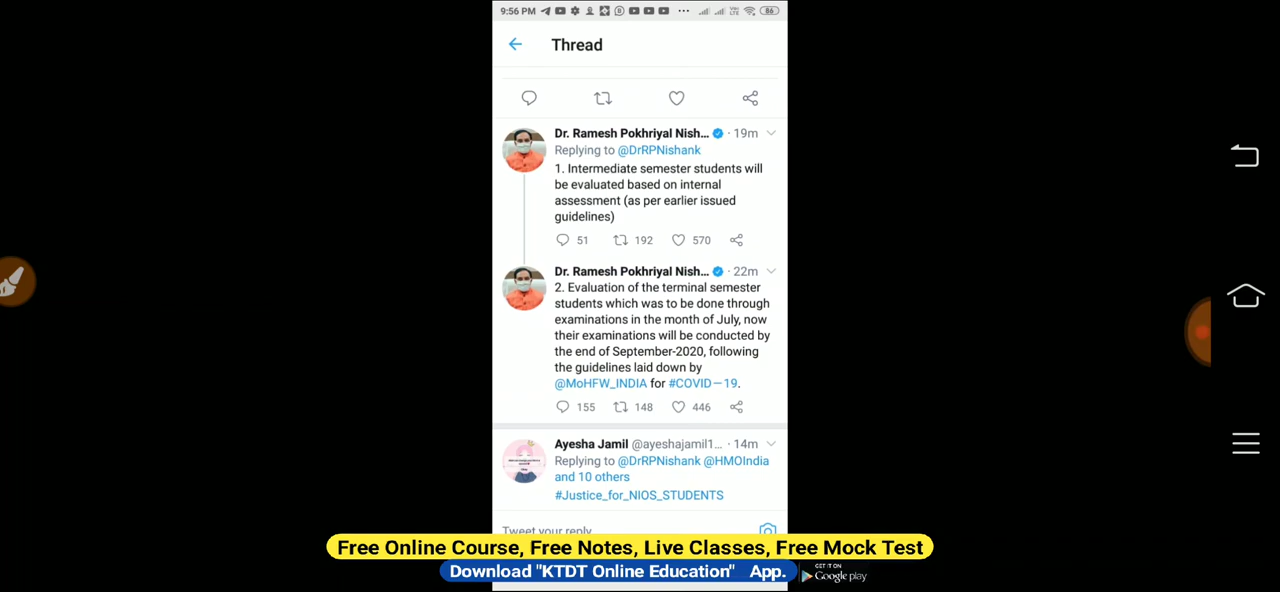 9:56 PM 86
Thread
Dr. Ramesh Pokhriyal Nish... · 19m
Replying to @DrRPNishank
1. Intermediate semester students will
be evaluated based on internal
assessment (as per earlier issued
guidelines)
51 192 570
Dr. Ramesh Pokhriyal Nish... · 22m
2. Evaluation of the terminal semester
students which was to be done through
examinations in the month of July, now
their examinations will be conducted by
the end of September-2020, following
the guidelines laid down by
@MoHFW_INDIA for #COVID—19.
155 148 446
Ayesha Jamil @ayeshajamil1... · 14m
Replying to @DrRPNishank @HMOIndia
and 10 others
#Justice_for_NIOS_STUDENTS
Tweet your reply
Free Online Course, Free Notes, Live Classes, Free Mock Test
Download "KTDT Online Education" App. GET IT ON Google play